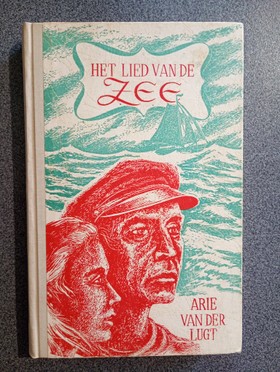 HET LIED VAN DE
ZEE
ARIE
VAN DER
LUGT